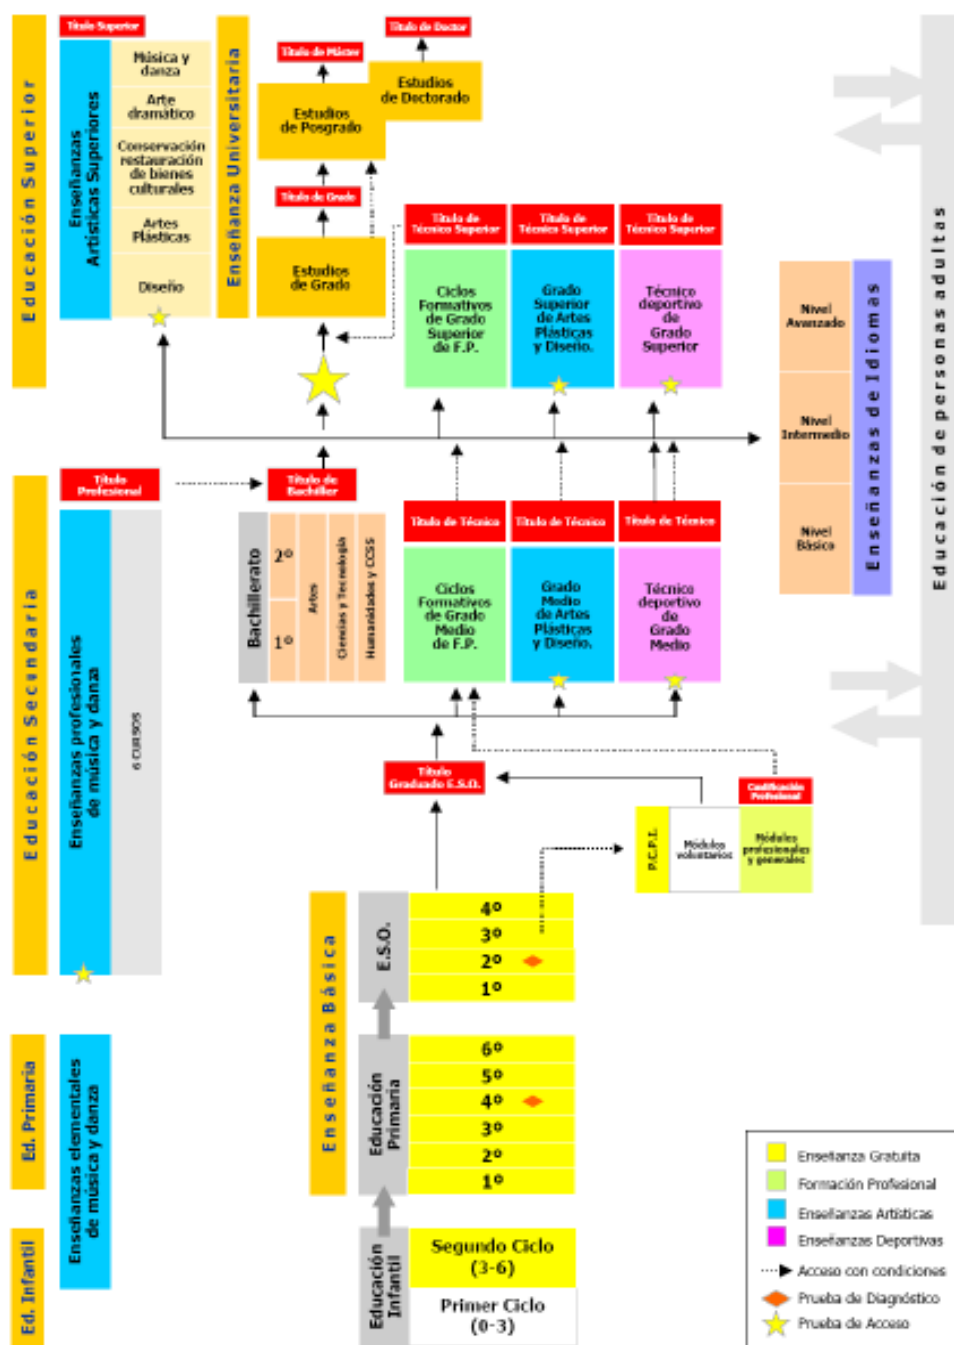 Educación Superior
Título Superior
Enseñanzas
Artísticas Superiores
Música y
danza
Arte
dramático
Conservación
restauración
de bienes
culturales
Artes
Plásticas
Diseño
Enseñanza Universitaria
Título de Máster
Título de Doctor
Estudios
de Posgrado
Estudios
de Doctorado
Título de Grado
Estudios
de Grado
Título de
Técnico Superior
Título de
Técnico Superior
Título de
Técnico Superior
Ciclos
Formativos
de Grado
Superior
de F.P.
Grado
Superior
de Artes
Plásticas
y Diseño.
Técnico
deportivo
de
Grado
Superior
Nivel
Avanzado
Nivel
Intermedio
Nivel
Básico
Enseñanzas de Idiomas
Educación de personas adultas
Educación Secundaria
Título
Profesional
Enseñanzas profesionales
de música y danza
6 CURSOS
Título de
Bachiller
Bachillerato
2º
1º
Artes
Ciencias y Tecnología
Humanidades y CCSS
Título de Técnico
Título de Técnico
Título de Técnico
Ciclos
Formativos
de Grado
Medio
de F.P.
Grado
Medio
de Artes
Plásticas
y Diseño.
Técnico
deportivo
de
Grado
Medio
Título
Graduado E.S.O.
Cualificación
Profesional
P.C.P.I.
Módulos
voluntarios
Módulos
profesionales
y generales
Enseñanza Básica
E.S.O.
4º
3º
2º
1º
Ed. Primaria
Enseñanzas elementales
de música y danza
Educación
Primaria
6º
5º
4º
3º
2º
1º
Ed. Infantil
Educación
Infantil
Segundo Ciclo
(3-6)
Primer Ciclo
(0-3)
Enseñanza Gratuita
Formación Profesional
Enseñanzas Artísticas
Enseñanzas Deportivas
Acceso con condiciones
Prueba de Diagnóstico
Prueba de Acceso